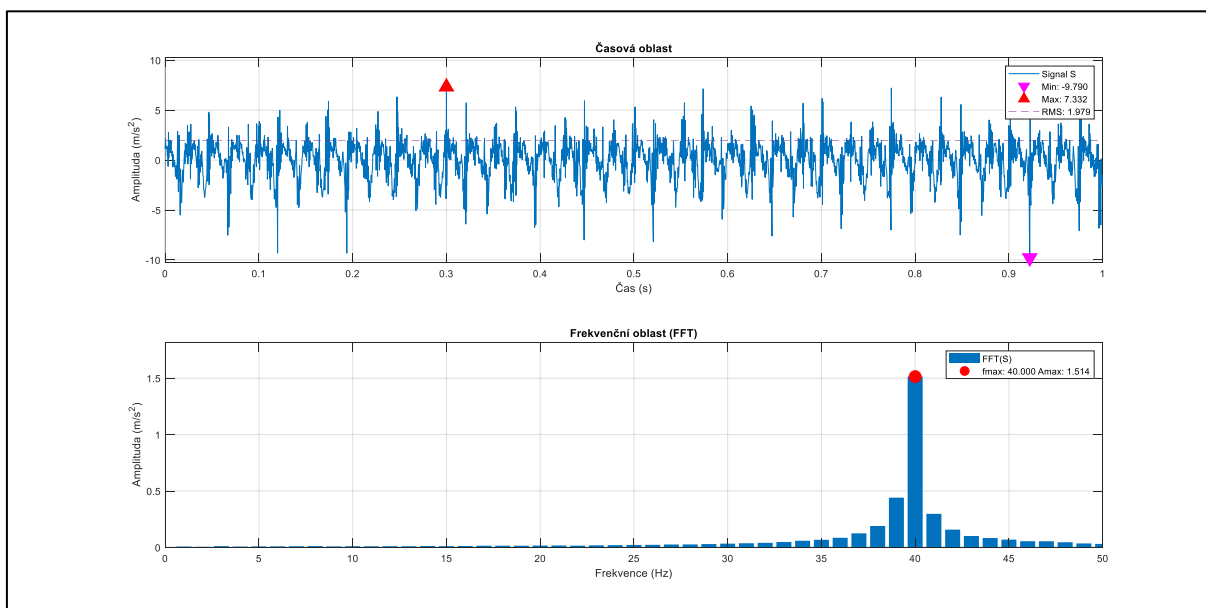 Časová oblast
10
5
0
-5
-10
Amplituda (m/s²)
Signal S
Min: -9.790
Max: 7.332
RMS: 1.979
0 0.1 0.2 0.3 0.4 0.5 0.6 0.7 0.8 0.9 1
Čas (s)
Frekvenční oblast (FFT)
1.5
1
0.5
0
Amplituda (m/s²)
FFT(S)
fmax: 40.000 Amax: 1.514
0 5 10 15 20 25 30 35 40 45 50
Frekvence (Hz)